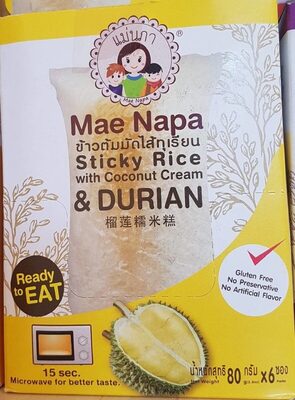 แม่นภา
®
Mae Napa
ข้าวต้มมัดไส้ทุเรียน
Sticky Rice
with Coconut Cream
& DURIAN
榴莲糯米糕
Ready
to EAT
Gluten Free
No Preservative
No Artificial Flavor
15 sec.
Microwave for better taste.
น้ำหนักสุทธิ 80 กรัม x6 ซอง
Net Weight